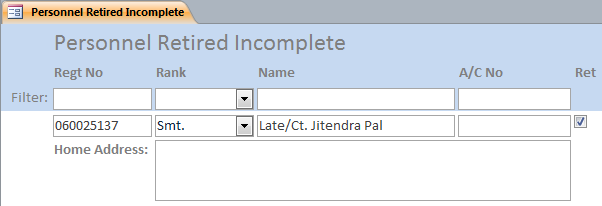 Personnel Retired Incomplete
Personnel Retired Incomplete
Regt No Rank Name A/C No Ret
Filter:
060025137 Smt. Late/Ct. Jitendra Pal
Home Address: